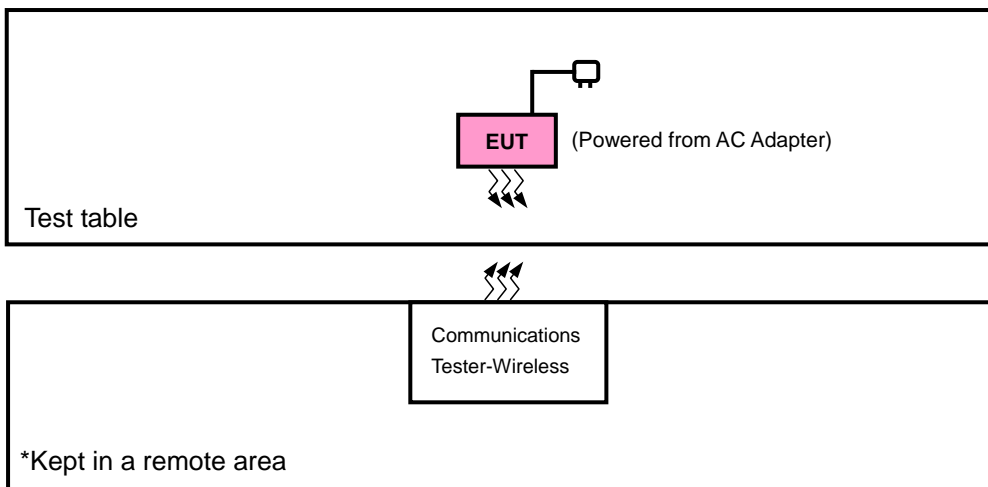 EUT
(Powered from AC Adapter)
Test table
Communications
Tester-Wireless
*Kept in a remote area